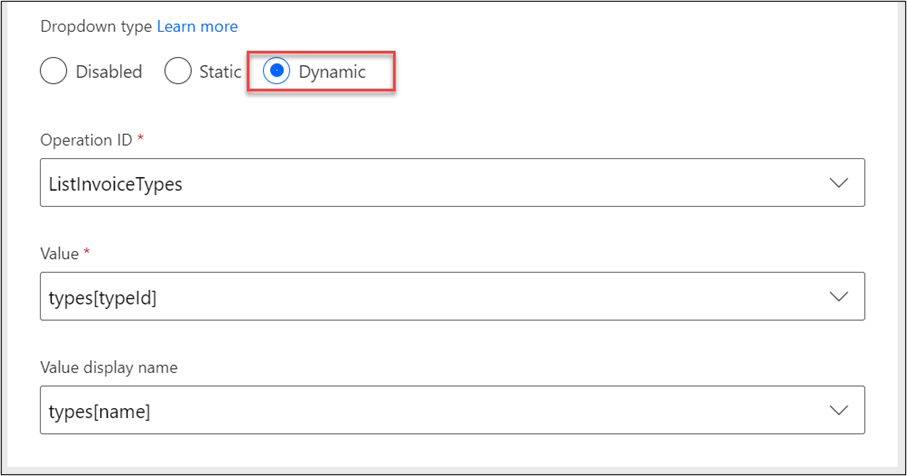 Dropdown type Learn more
Disabled Static Dynamic
Operation ID *
ListInvoiceTypes
Value *
types[typeId]
Value display name
types[name]